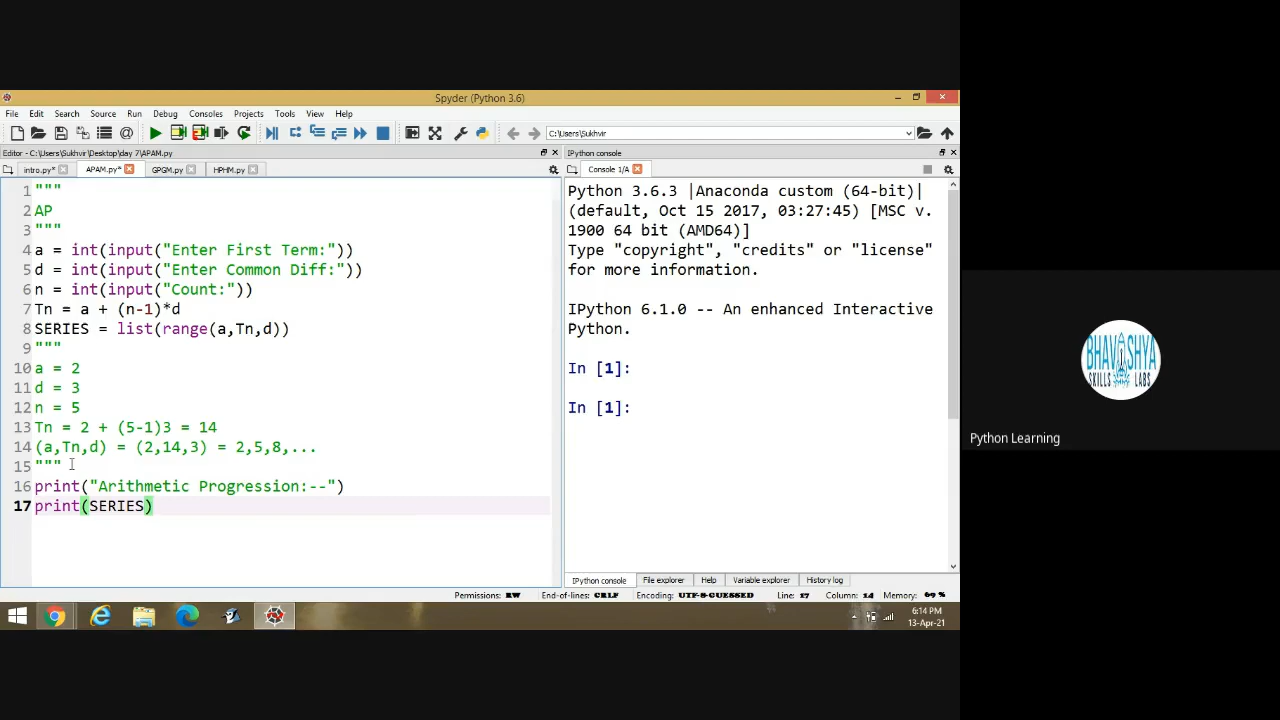 Spyder (Python 3.6)
File Edit Search Source Run Debug Consoles Projects Tools View Help
C:\Users\Sukhvir
Editor - C:\Users\Sukhvir\Desktop\day 7\APAM.py
IPython console
intro.py* APAM.py* GPGM.py HPHM.py
Console 1/A
1 """
2 AP
3 """
4 a = int(input("Enter First Term:"))
5 d = int(input("Enter Common Diff:"))
6 n = int(input("Count:"))
7 Tn = a + (n-1)*d
8 SERIES = list(range(a,Tn,d))
9 """
10 a = 2
11 d = 3
12 n = 5
13 Tn = 2 + (5-1)3 = 14
14 (a,Tn,d) = (2,14,3) = 2,5,8,...
15 """
16 print("Arithmetic Progression:--")
17 print(SERIES)
Python 3.6.3 |Anaconda custom (64-bit)|
(default, Oct 15 2017, 03:27:45) [MSC v.
1900 64 bit (AMD64)]
Type "copyright", "credits" or "license"
for more information.
IPython 6.1.0 -- An enhanced Interactive
Python.
In [1]:
In [1]:
IPython console File explorer Help Variable explorer History log
Permissions: RW End-of-lines: CRLF Encoding: UTF-8-GUESSED Line: 17 Column: 14 Memory: 69 %
6:14 PM
13-Apr-21
BHAVISHYA
SKILLS LABS
Python Learning